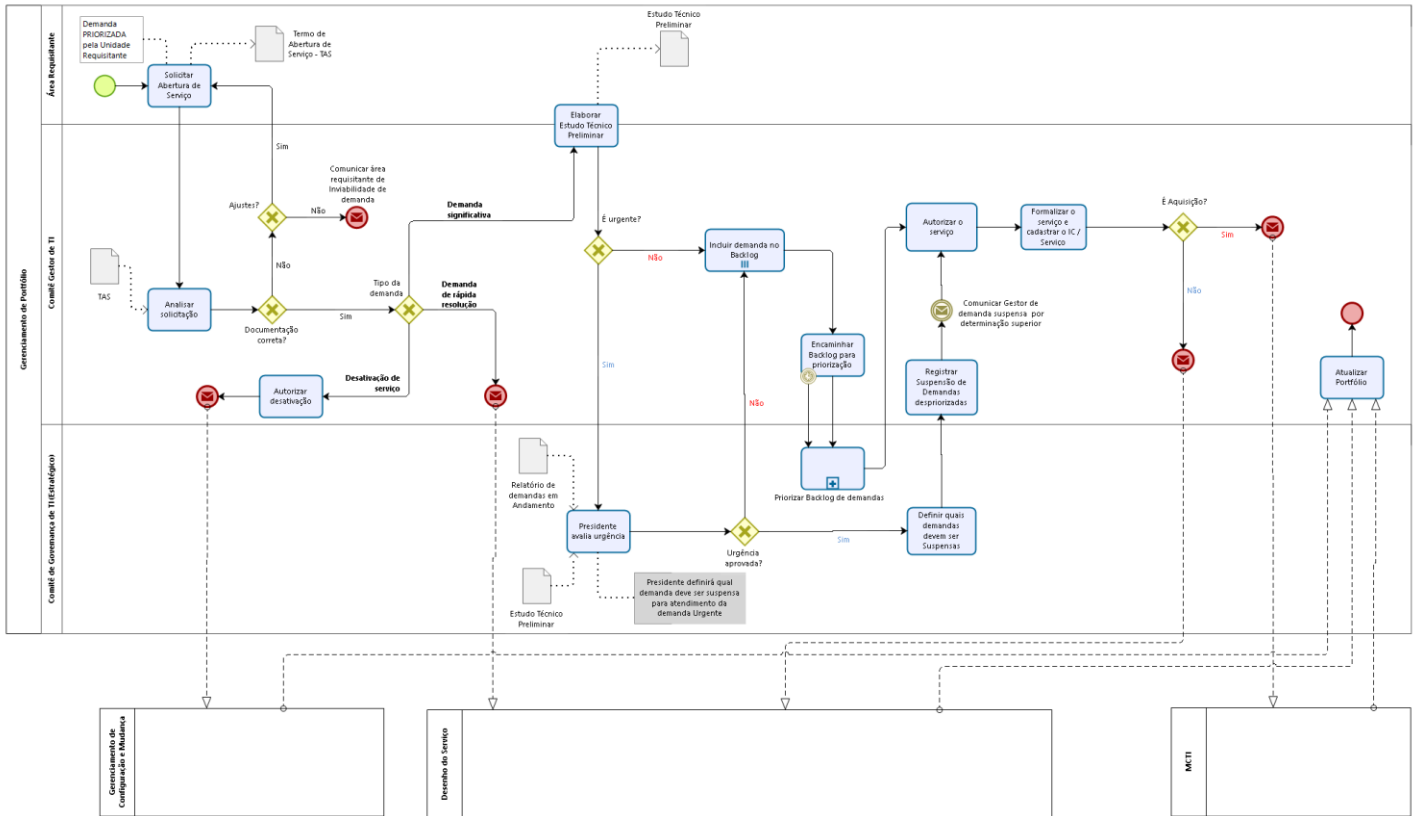 Gerenciamento de Portfólio
Área Requisitante
Demanda
PRIORIZADA
pela Unidade
Requisitante
Termo de
Abertura de
Serviço - TAS
Solicitar
Abertura de
Serviço
Estudo Técnico
Preliminar
Elaborar
Estudo Técnico
Preliminar
Comitê Gestor de TI
Sim
Ajustes?
Não
Comunicar área
requisitante de
Inviabilidade de
demanda
Não
TAS
Analisar
solicitação
Documentação
correta?
Sim
Tipo da
demanda
Demanda
significativa
Demanda
de rápida
resolução
Desativação de
serviço
Autorizar
desativação
É urgente?
Não
Sim
Incluir demanda no
Backlog
Não
Encaminhar
Backlog para
priorização
Autorizar o
serviço
Formalizar o
serviço e
cadastrar o IC /
Serviço
É Aquisição?
Sim
Não
Comunicar Gestor de
demanda suspensa por
determinação superior
Registrar
Suspensão de
Demandas
despriorizadas
Atualizar
Portfólio
Comitê de Governança de TI (Estratégico)
Relatório de
demandas em
Andamento
Presidente
avalia urgência
Estudo Técnico
Preliminar
Presidente definirá qual
demanda deve ser suspensa
para atendimento da
demanda Urgente
Urgência
aprovada?
Sim
Priorizar Backlog de demandas
Definir quais
demandas
devem ser
Suspensas
Gerenciamento de
Configuração e Mudança
Desenho do Serviço
MCTI